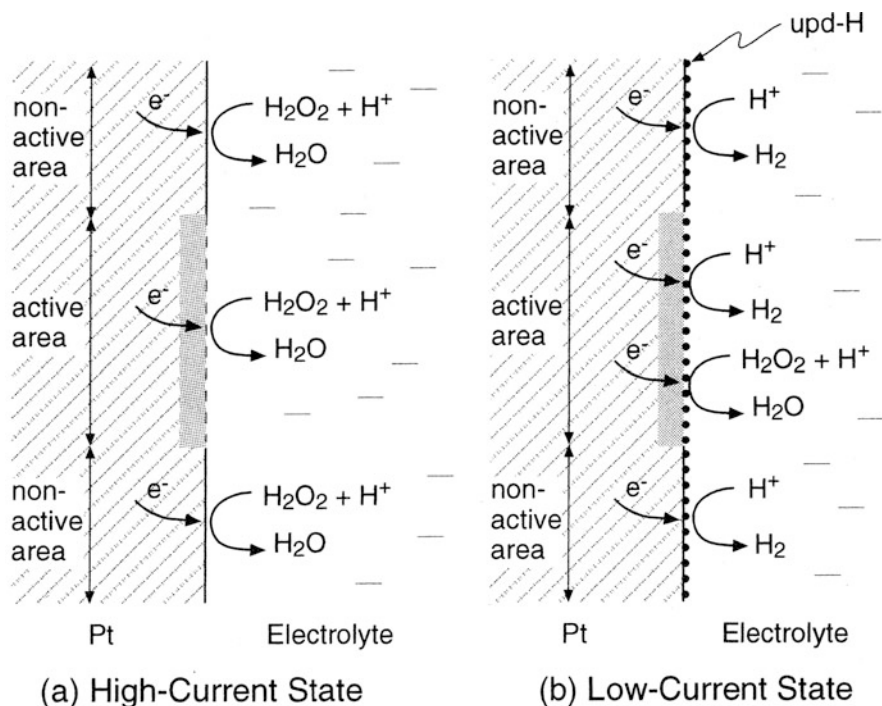 non-
active
area
e⁻
H₂O₂ + H⁺
H₂O
active area
e⁻
H₂O₂ + H⁺
H₂O
non-
active
area
e⁻
H₂O₂ + H⁺
H₂O
Pt
Electrolyte
(a) High-Current State
upd-H
non-
active
area
e⁻
H⁺
H₂
active area
e⁻
H⁺
H₂
e⁻
H₂O₂ + H⁺
H₂O
non-
active
area
e⁻
H⁺
H₂
Pt
Electrolyte
(b) Low-Current State